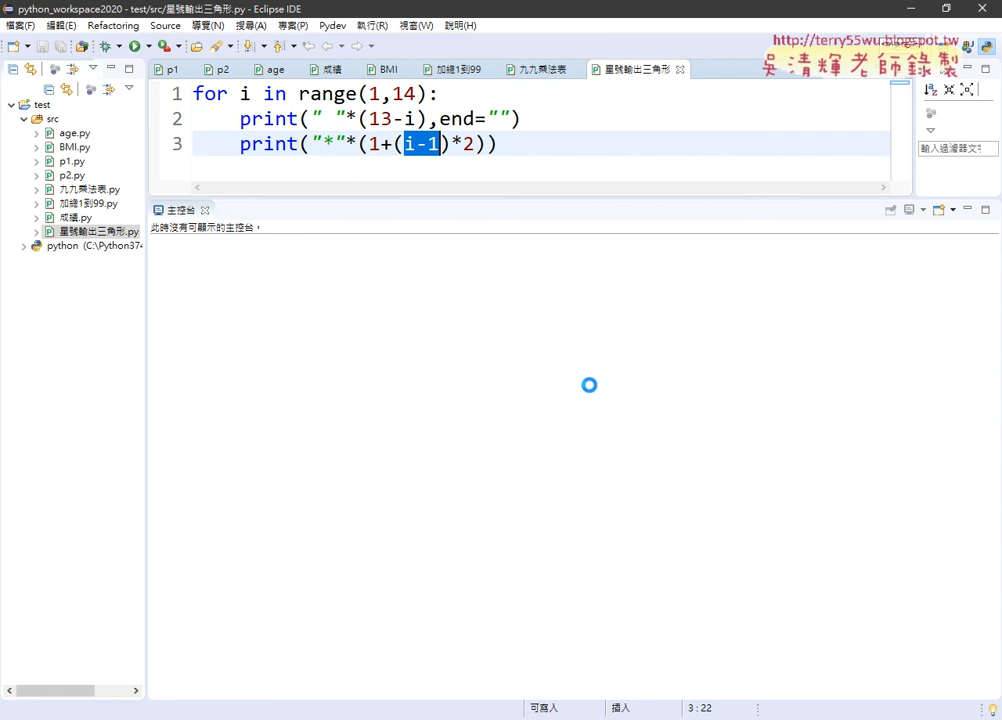 python_workspace2020 - test/src/星號輸出三角形.py - Eclipse IDE
檔案(F) 編輯(E) Refactoring Source 導覽(N) 搜尋(A) 專案(P) Pydev 執行(R) 視窗(W) 說明(H)
http://terry55wu.blogspot.tw
吳清輝老師錄製
p1 p2 age 成績 BMI 加總1到99 九九乘法表 星號輸出三角形
test
src
age.py
BMI.py
p1.py
p2.py
九九乘法表.py
加總1到99.py
成績.py
星號輸出三角形.py
python (C:\Python374
1 for i in range(1,14):
2 print(" "*(13-i),end="")
3 print("*"*(1+(i-1)*2))
輸入過濾器文字
主控台
此時沒有可顯示的主控台。
可寫入 插入 3 : 22